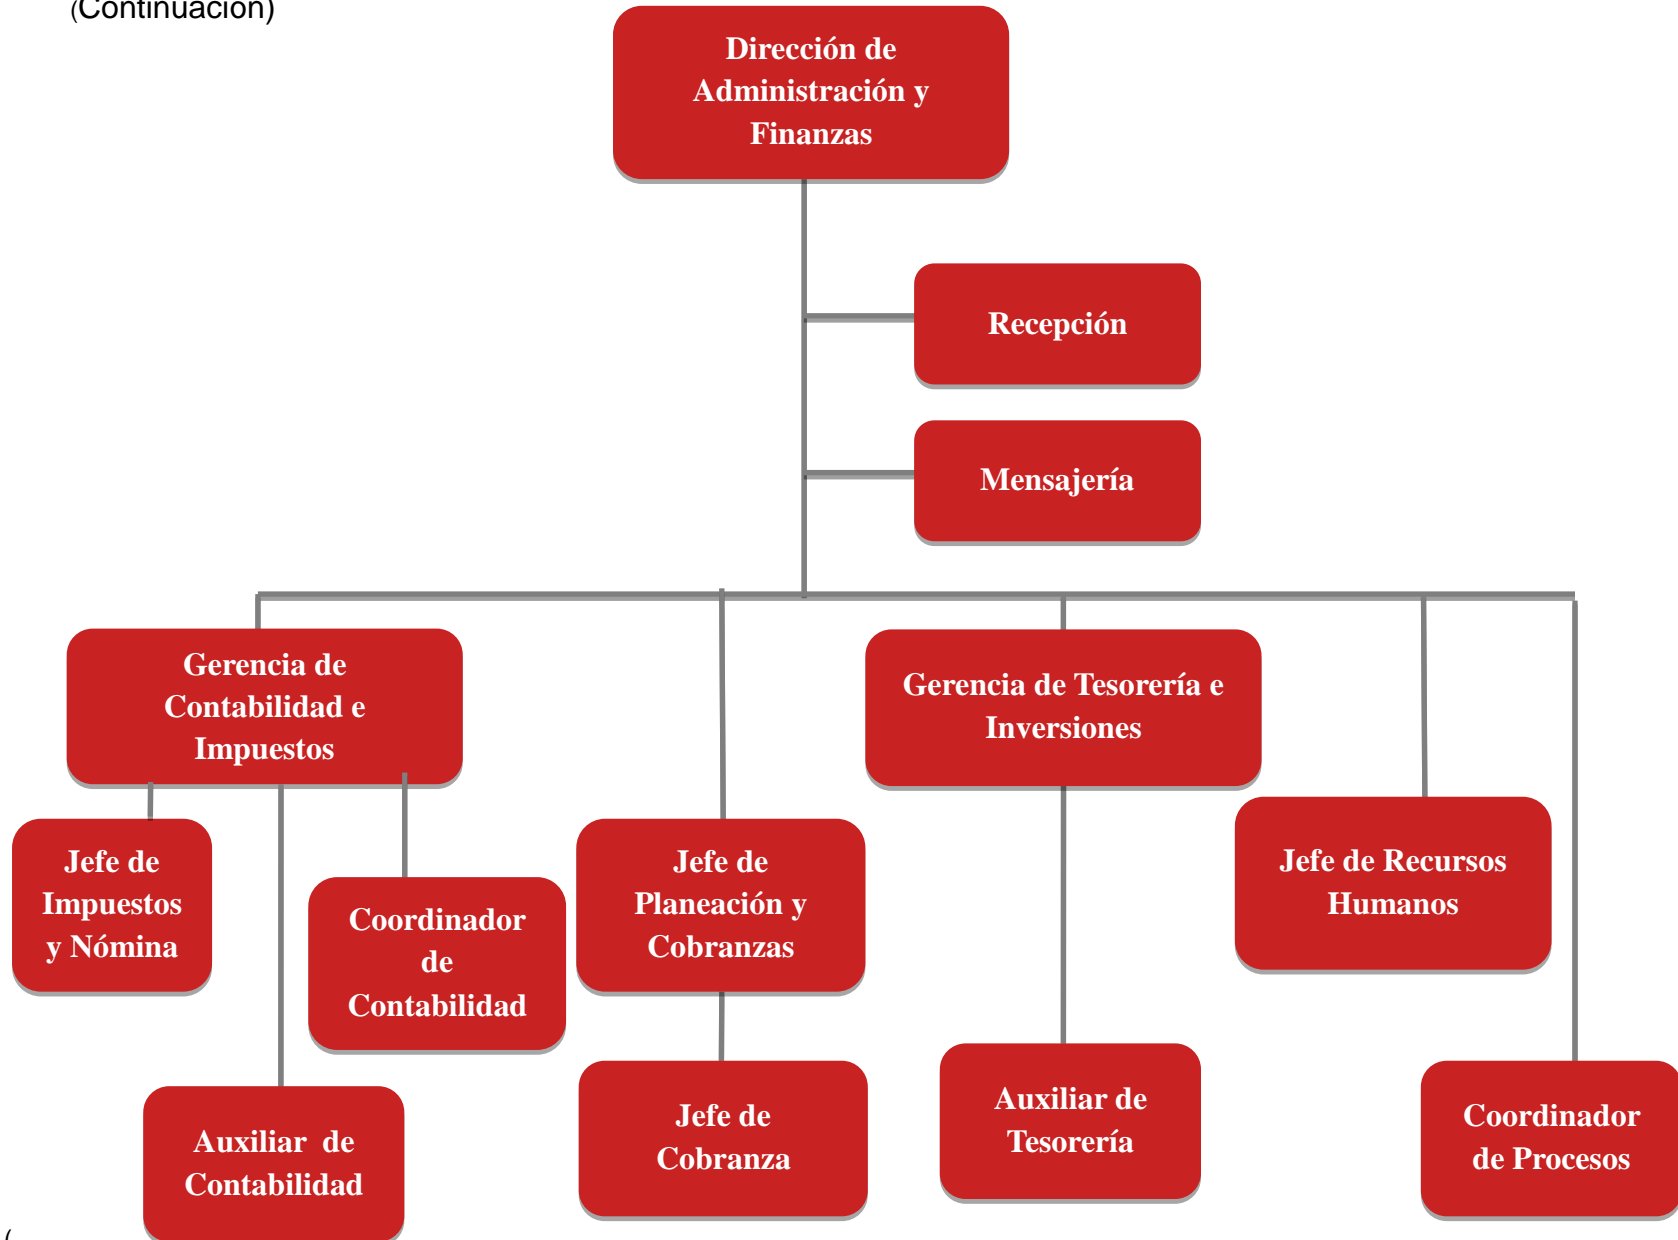 (Continuación)
Dirección de
Administración y
Finanzas
Recepción
Mensajería
Gerencia de
Contabilidad e
Impuestos
Gerencia de Tesorería e
Inversiones
Jefe de
Impuestos
y Nómina
Coordinador
de
Contabilidad
Jefe de
Planeación y
Cobranzas
Jefe de Recursos
Humanos
Auxiliar de
Contabilidad
Jefe de
Cobranza
Auxiliar de
Tesorería
Coordinador
de Procesos
(